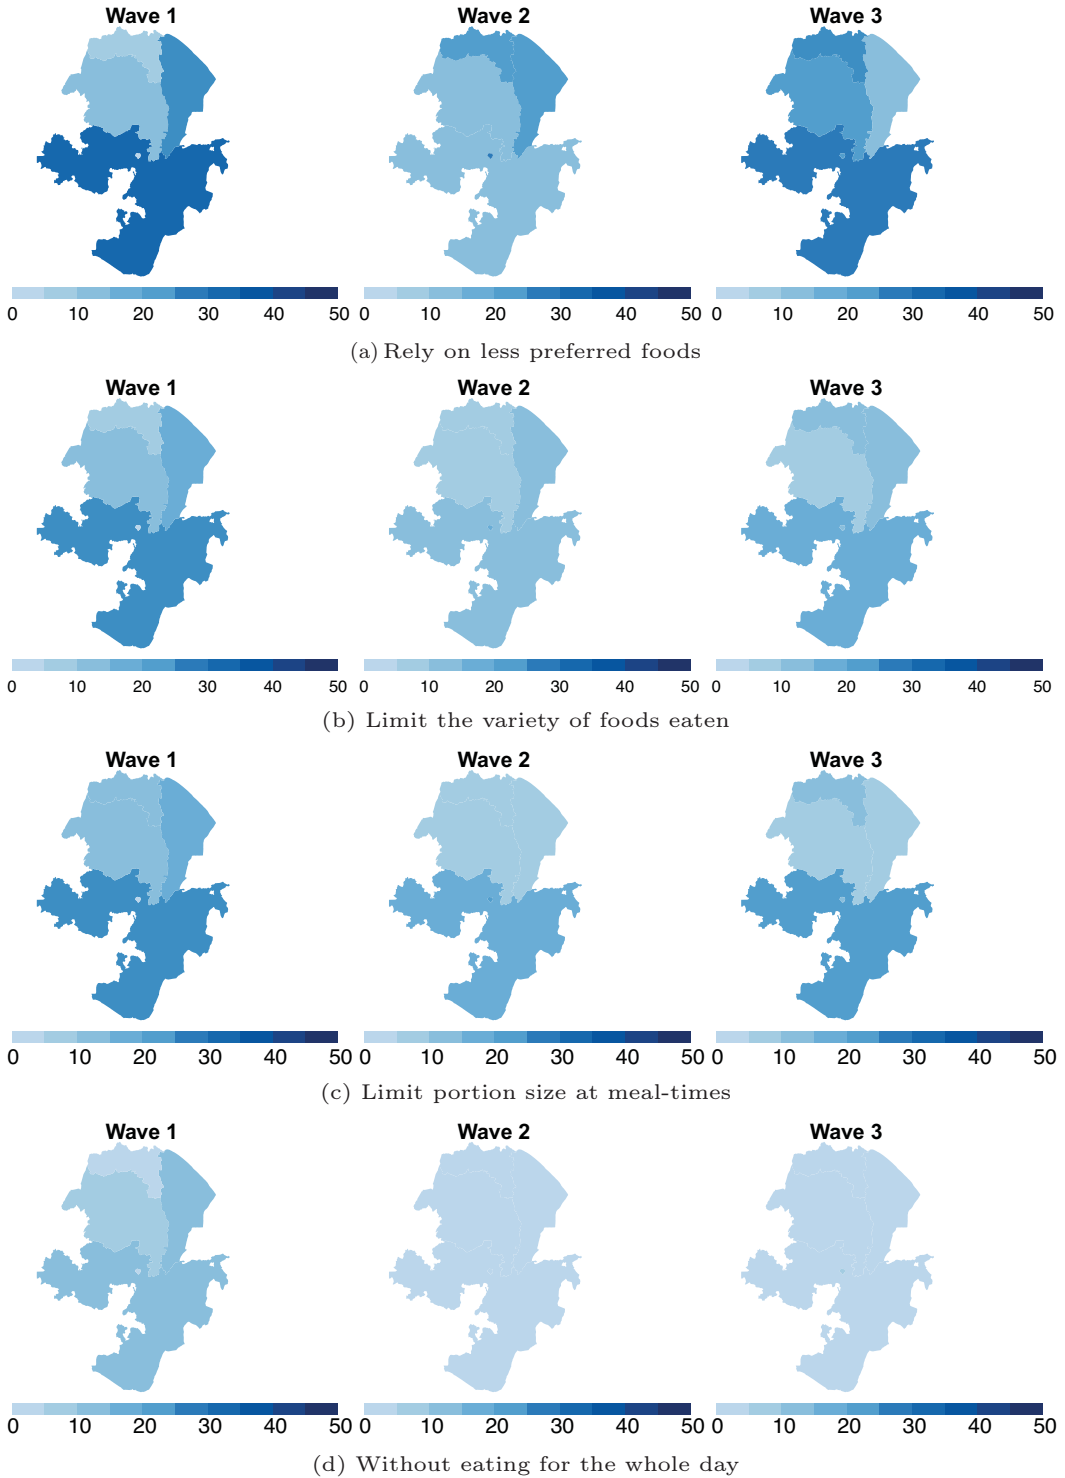 Wave 1 Wave 2 Wave 3
0 10 20 30 40 50 0 10 20 30 40 50 0 10 20 30 40 50
(a) Rely on less preferred foods
Wave 1 Wave 2 Wave 3
0 10 20 30 40 50 0 10 20 30 40 50 0 10 20 30 40 50
(b) Limit the variety of foods eaten
Wave 1 Wave 2 Wave 3
0 10 20 30 40 50 0 10 20 30 40 50 0 10 20 30 40 50
(c) Limit portion size at meal-times
Wave 1 Wave 2 Wave 3
0 10 20 30 40 50 0 10 20 30 40 50 0 10 20 30 40 50
(d) Without eating for the whole day